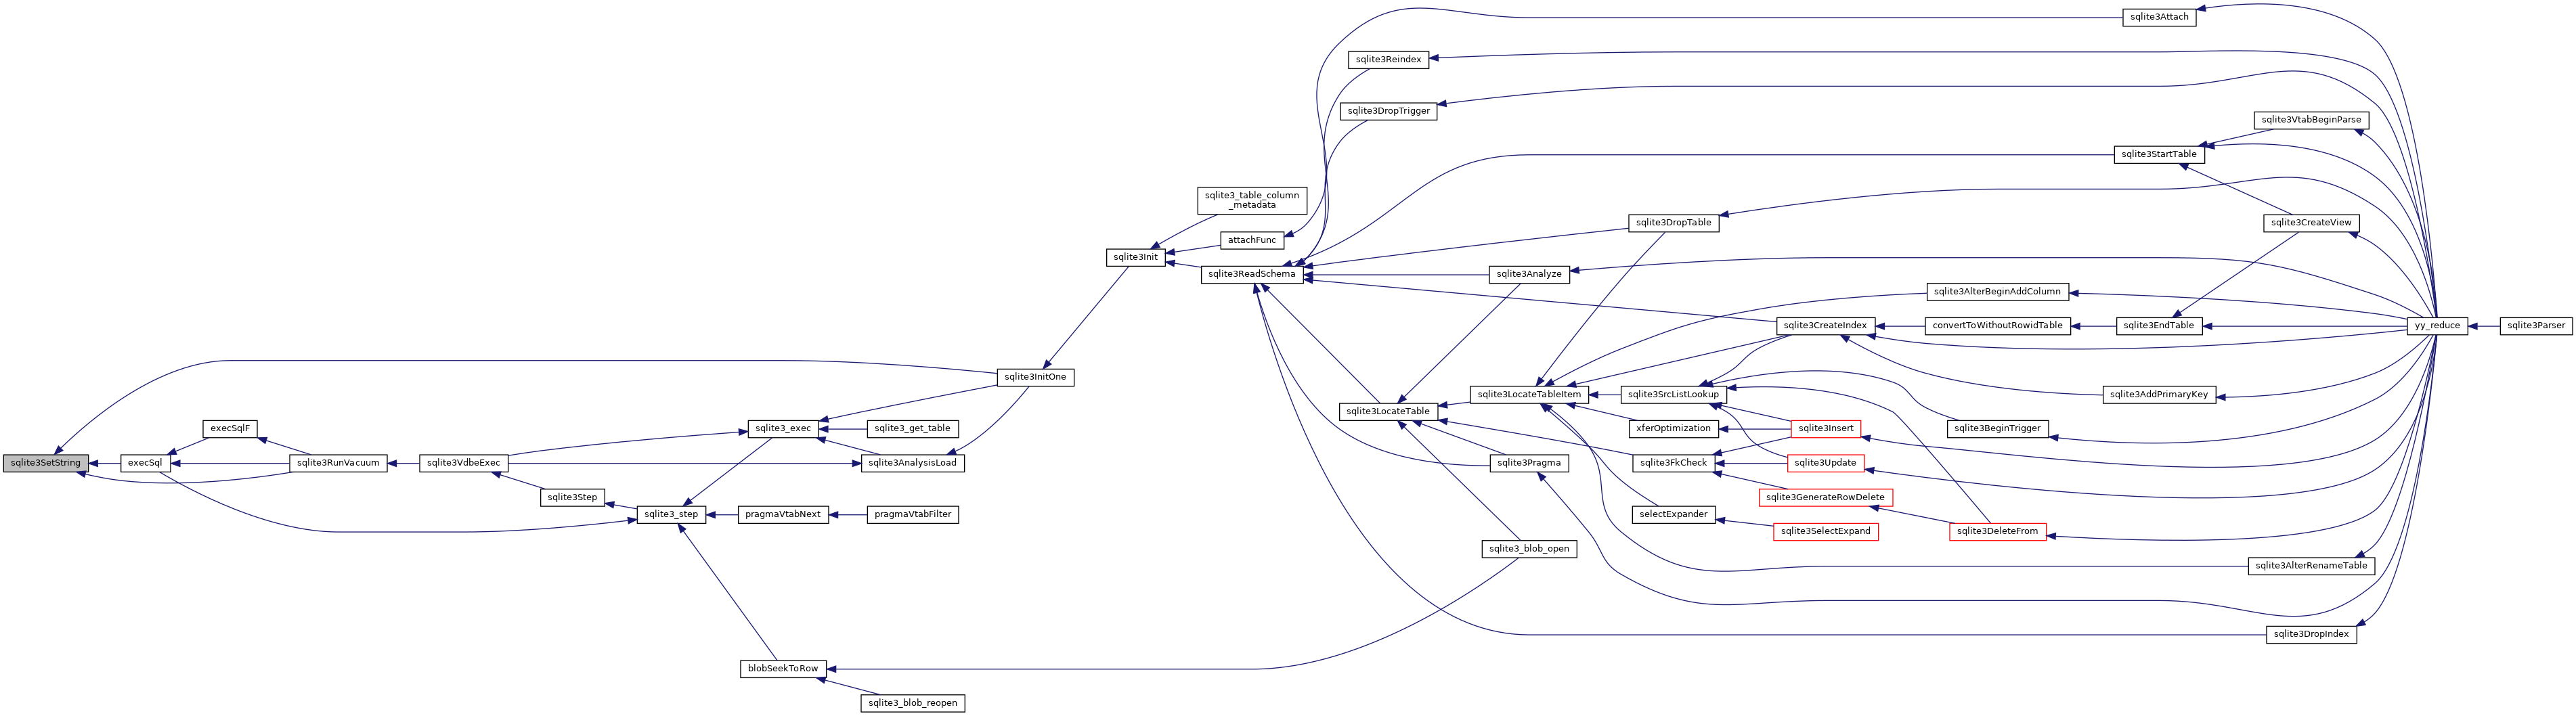 sqlite3SetString
execSql
execSqlF
sqlite3RunVacuum
sqlite3VdbeExec
sqlite3Step
sqlite3_step
sqlite3_exec
pragmaVtabNext
blobSeekToRow
sqlite3_get_table
sqlite3AnalysisLoad
pragmaVtabFilter
sqlite3_blob_reopen
sqlite3InitOne
sqlite3Init
sqlite3_table_column
_metadata
attachFunc
sqlite3ReadSchema
sqlite3Reindex
sqlite3DropTrigger
sqlite3LocateTable
sqlite3Analyze
sqlite3LocateTableItem
sqlite3Pragma
sqlite3_blob_open
sqlite3DropTable
sqlite3SrcListLookup
xferOptimization
sqlite3FkCheck
selectExpander
sqlite3CreateIndex
sqlite3Insert
sqlite3Update
sqlite3GenerateRowDelete
sqlite3SelectExpand
sqlite3AlterBeginAddColumn
convertToWithoutRowidTable
sqlite3BeginTrigger
sqlite3DeleteFrom
sqlite3Attach
sqlite3StartTable
sqlite3EndTable
sqlite3AddPrimaryKey
sqlite3VtabBeginParse
sqlite3CreateView
sqlite3AlterRenameTable
sqlite3DropIndex
yy_reduce
sqlite3Parser